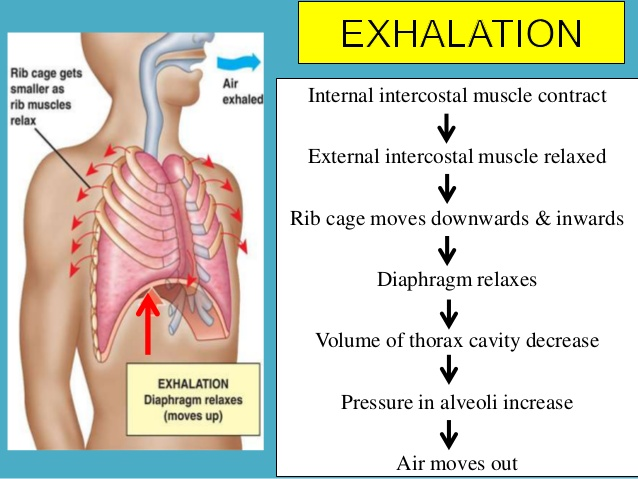 EXHALATION
Rib cage gets
smaller as
rib muscles
relax
Air
exhaled
EXHALATION
Diaphragm relaxes
(moves up)
Internal intercostal muscle contract
External intercostal muscle relaxed
Rib cage moves downwards & inwards
Diaphragm relaxes
Volume of thorax cavity decrease
Pressure in alveoli increase
Air moves out